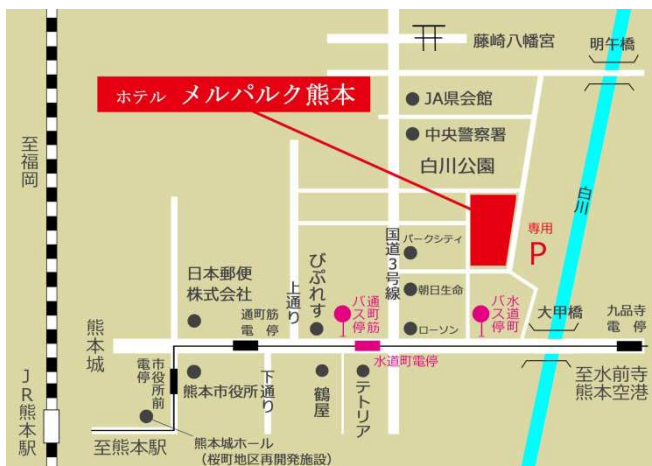 藤崎八幡宮
明午橋
ホテル メルパルク熊本
JA県会館
中央警察署
白川公園
至福岡
白川
専用
P
国道3号線
パークシティ
日本郵便
株式会社
上通り
びぷれす
通町筋
バス停
朝日生命
水道町
バス停
ローソン
大甲橋
九品寺
電停
通町筋
電停
熊本城
水道町電停
市役所前
電停
熊本市役所
下通り
鶴屋
テトリア
至水前寺
熊本空港
JR熊本駅
至熊本駅
熊本城ホール
(桜町地区再開発施設)